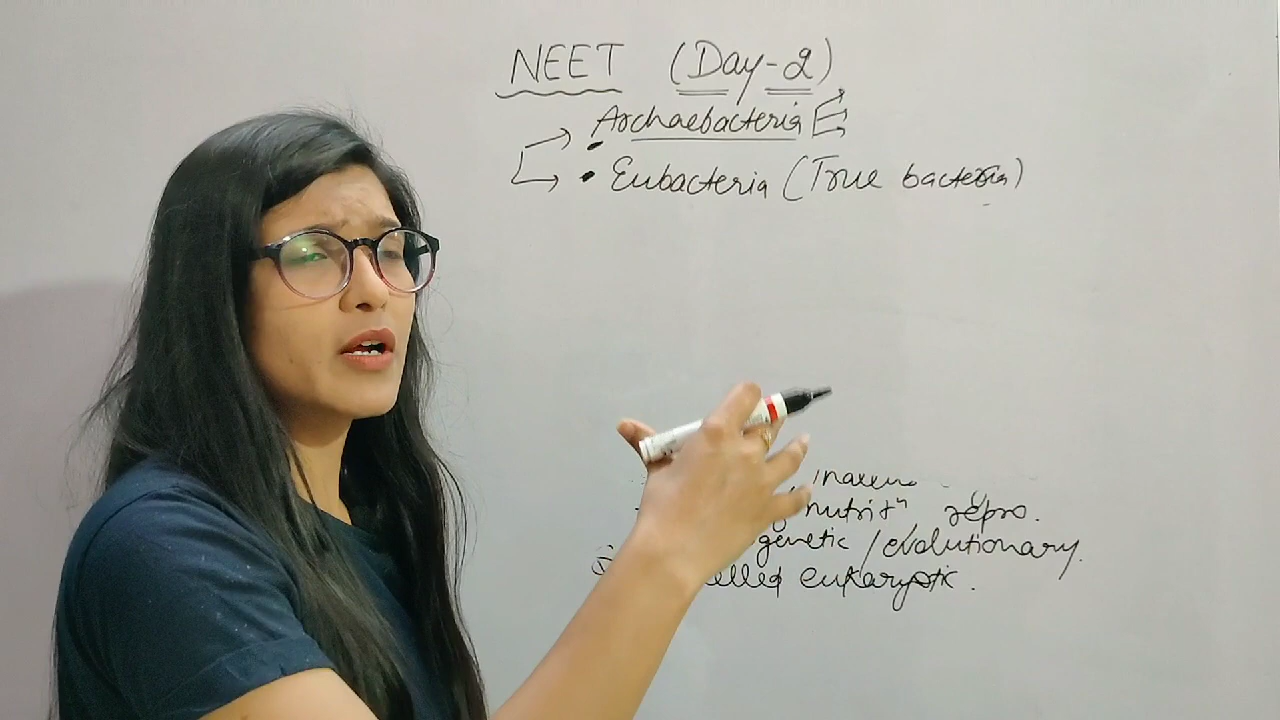 NEET (Day-2)
Archaebacteria
• Eubacteria (True bacteria)
nutritⁿ repro.
genetic / evolutionary.
eukaryotic.